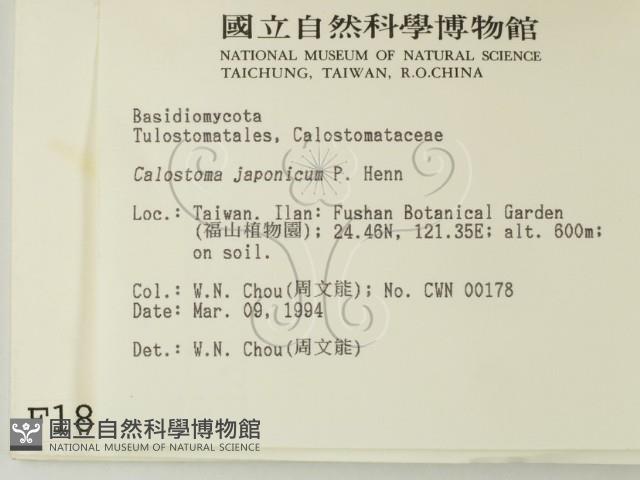 國立自然科學博物館
NATIONAL MUSEUM OF NATURAL SCIENCE
TAICHUNG, TAIWAN, R.O.CHINA
Basidiomycota
Tulostomatales, Calostomataceae
Calostoma japonicum P. Henn
Loc.: Taiwan. Ilan: Fushan Botanical Garden
(福山植物園); 24.46N, 121.35E; alt. 600m;
on soil.
Col.: W.N. Chou(周文能); No. CWN 00178
Date: Mar. 09, 1994
Det.: W.N. Chou(周文能)
F18
國立自然科學博物館
NATIONAL MUSEUM OF NATURAL SCIENCE